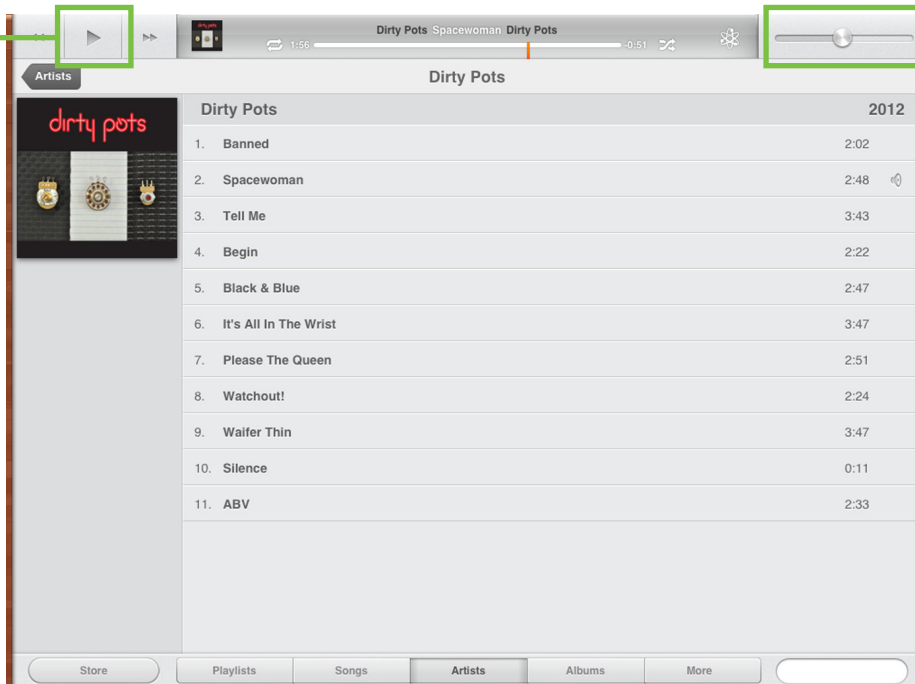 dirty pots
Dirty Pots Spacewoman Dirty Pots
1:56 -0:51
Artists
Dirty Pots
dirty pots
Dirty Pots 2012
1. Banned 2:02
2. Spacewoman 2:48
3. Tell Me 3:43
4. Begin 2:22
5. Black & Blue 2:47
6. It's All In The Wrist 3:47
7. Please The Queen 2:51
8. Watchout! 2:24
9. Waifer Thin 3:47
10. Silence 0:11
11. ABV 2:33
Store Playlists Songs Artists Albums More